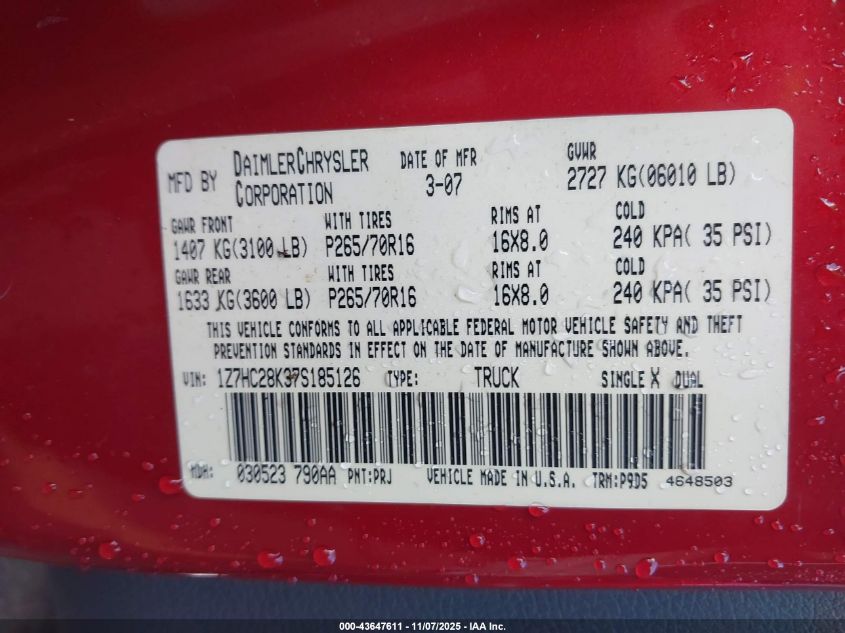 MFD BY DAIMLERCHRYSLER CORPORATION DATE OF MFR 3-07 GVWR 2727 KG(06010 LB)
GAWR FRONT WITH TIRES RIMS AT COLD
1407 KG(3100 LB) P265/70R16 16X8.0 240 KPA( 35 PSI)
GAWR REAR WITH TIRES RIMS AT COLD
1633 KG(3600 LB) P265/70R16 16X8.0 240 KPA( 35 PSI)
THIS VEHICLE CONFORMS TO ALL APPLICABLE FEDERAL MOTOR VEHICLE SAFETY AND THEFT
PREVENTION STANDARDS IN EFFECT ON THE DATE OF MANUFACTURE SHOWN ABOVE.
VIN: 1Z7HC28K37S185126 TYPE: TRUCK SINGLE X DUAL
MDH: 030523 790AA PNT:PRJ VEHICLE MADE IN U.S.A. TRM:P9D5 4648503
000-43647611 - 11/07/2025 - IAA Inc.